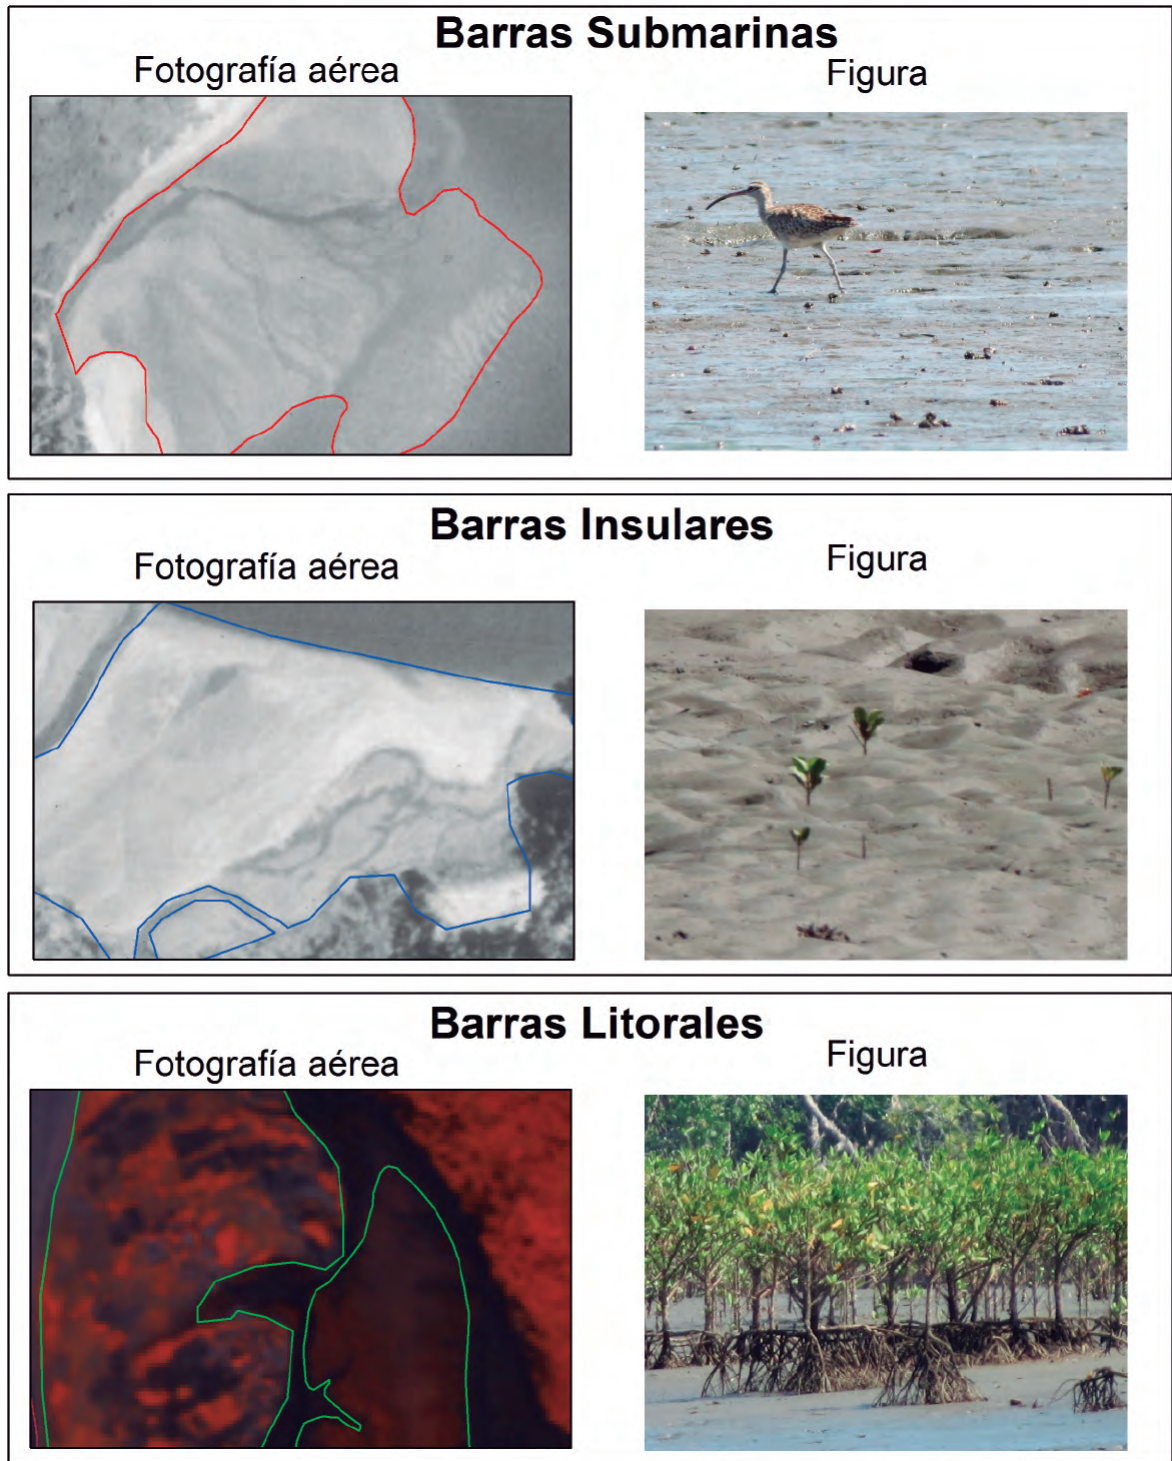 Barras Submarinas
Fotografía aérea
Figura
Barras Insulares
Fotografía aérea
Figura
Barras Litorales
Fotografía aérea
Figura